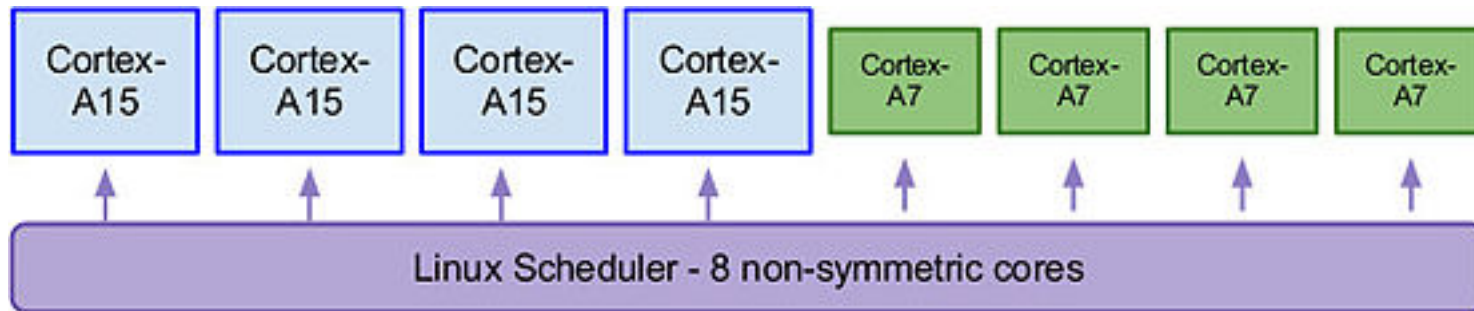 Cortex-
A15
Cortex-
A15
Cortex-
A15
Cortex-
A15
Cortex-
A7
Cortex-
A7
Cortex-
A7
Cortex-
A7
Linux Scheduler - 8 non-symmetric cores